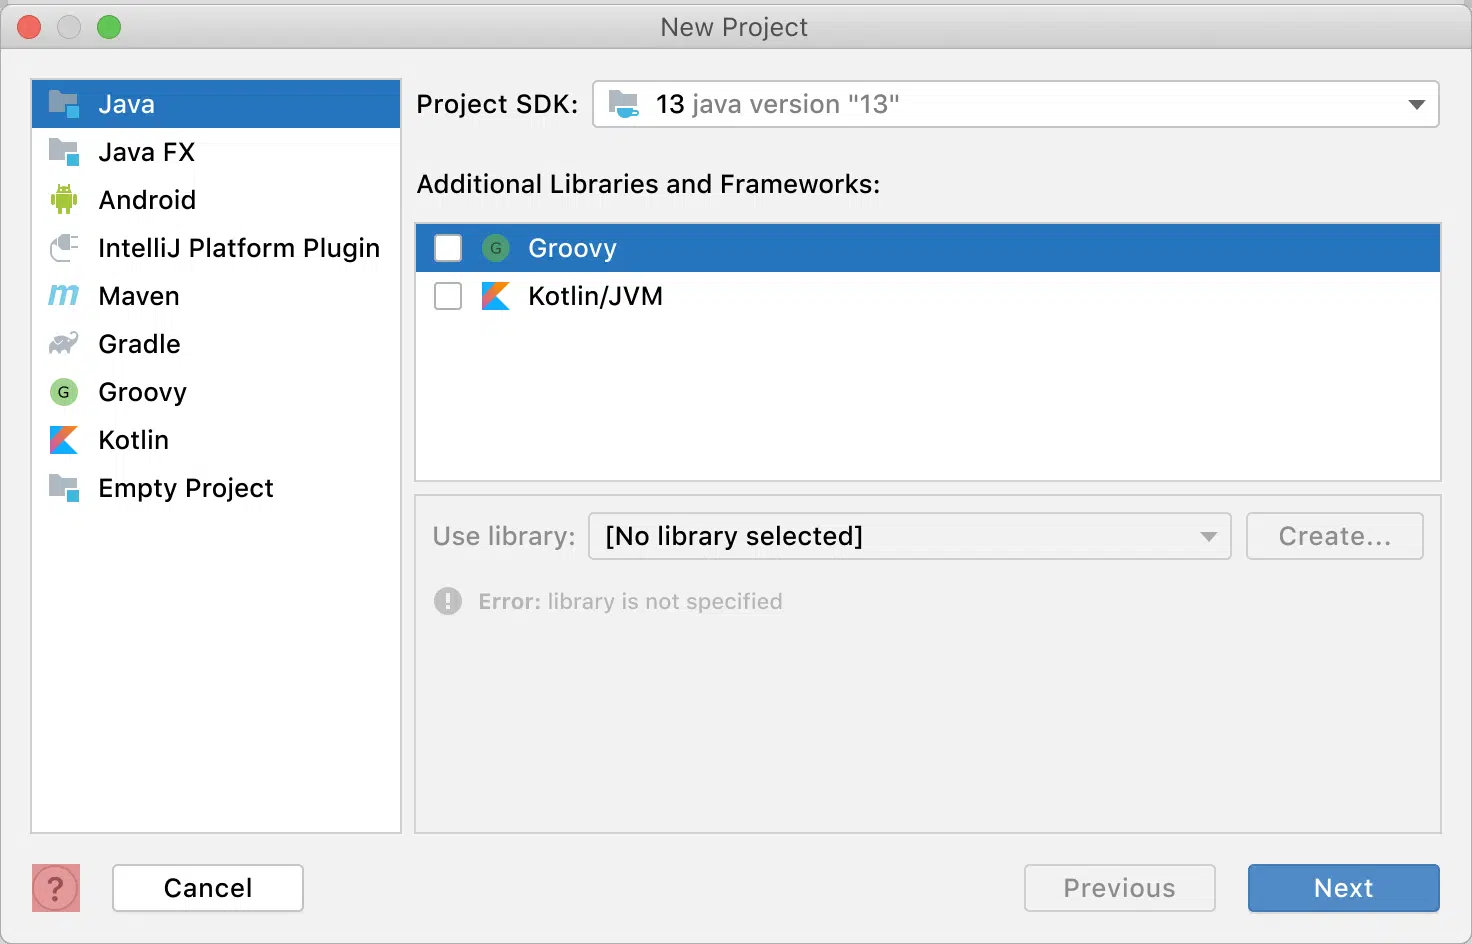 New Project
Java
Java FX
Android
IntelliJ Platform Plugin
Maven
Gradle
G Groovy
Kotlin
Empty Project
Project SDK: 13 java version "13"
Additional Libraries and Frameworks:
G Groovy
Kotlin/JVM
Use library: [No library selected] Create...
! Error: library is not specified
? Cancel Previous Next